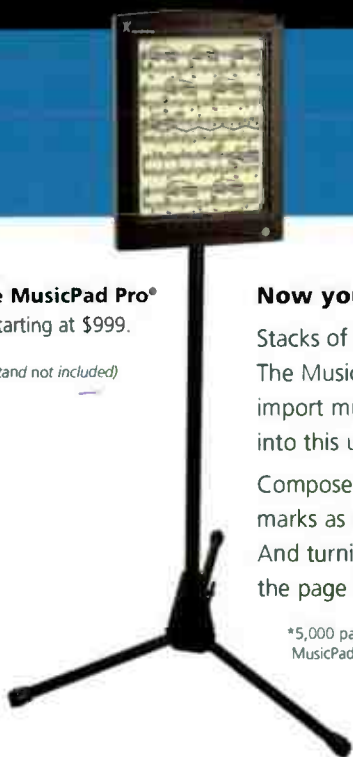 e MusicPad Pro®
tarting at $999.
tand not included)
Now you
Stacks of
The Music
import mu
into this u
Compose
marks as
And turni
the page
*5,000 pa
MusicPad